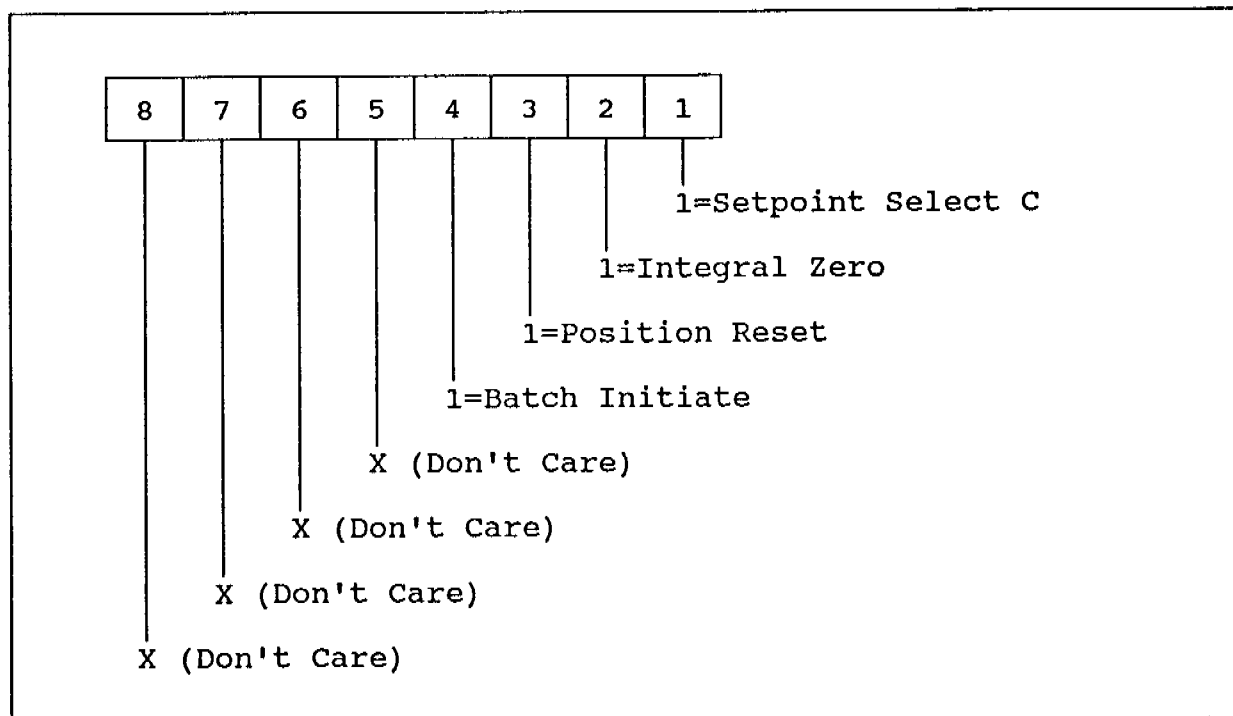 8 7 6 5 4 3 2 1
1=Setpoint Select C
1=Integral Zero
1=Position Reset
1=Batch Initiate
X (Don't Care)
X (Don't Care)
X (Don't Care)
X (Don't Care)